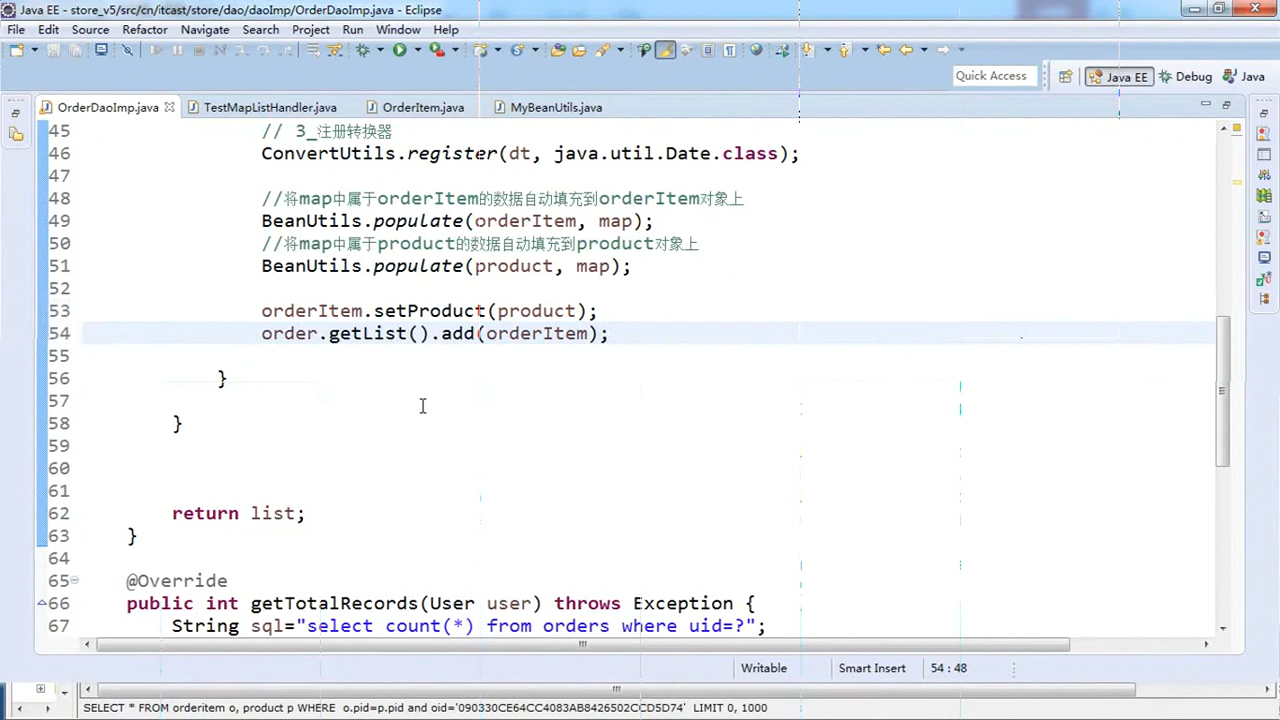 Java EE - store_v5/src/cn/itcast/store/dao/daoImp/OrderDaoImp.java - Eclipse
File Edit Source Refactor Navigate Search Project Run Window Help
Quick Access Java EE Debug Java
OrderDaoImp.java TestMapListHandler.java OrderItem.java MyBeanUtils.java
45 // 3_注册转换器
46 ConvertUtils.register(dt, java.util.Date.class);
47
48 //将map中属于orderItem的数据自动填充到orderItem对象上
49 BeanUtils.populate(orderItem, map);
50 //将map中属于product的数据自动填充到product对象上
51 BeanUtils.populate(product, map);
52
53 orderItem.setProduct(product);
54 order.getList().add(orderItem);
55
56 }
57
58 }
59
60
61
62 return list;
63 }
64
65 @Override
66 public int getTotalRecords(User user) throws Exception {
67 String sql="select count(*) from orders where uid=?";
Writable Smart Insert 54 : 48
SELECT * FROM orderitem o, product p WHERE o.pid=p.pid and oid='090330CE64CC4083AB8426502CCD5D74' LIMIT 0, 1000